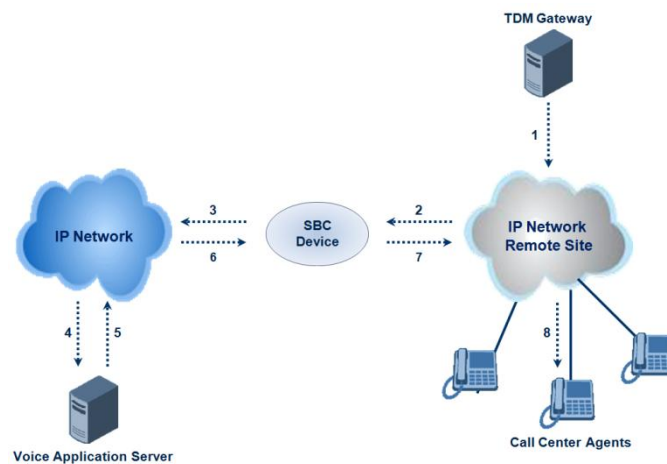 TDM Gateway
1
3
2
IP Network
SBC
Device
IP Network
Remote Site
6
7
4
5
8
Voice Application Server
Call Center Agents